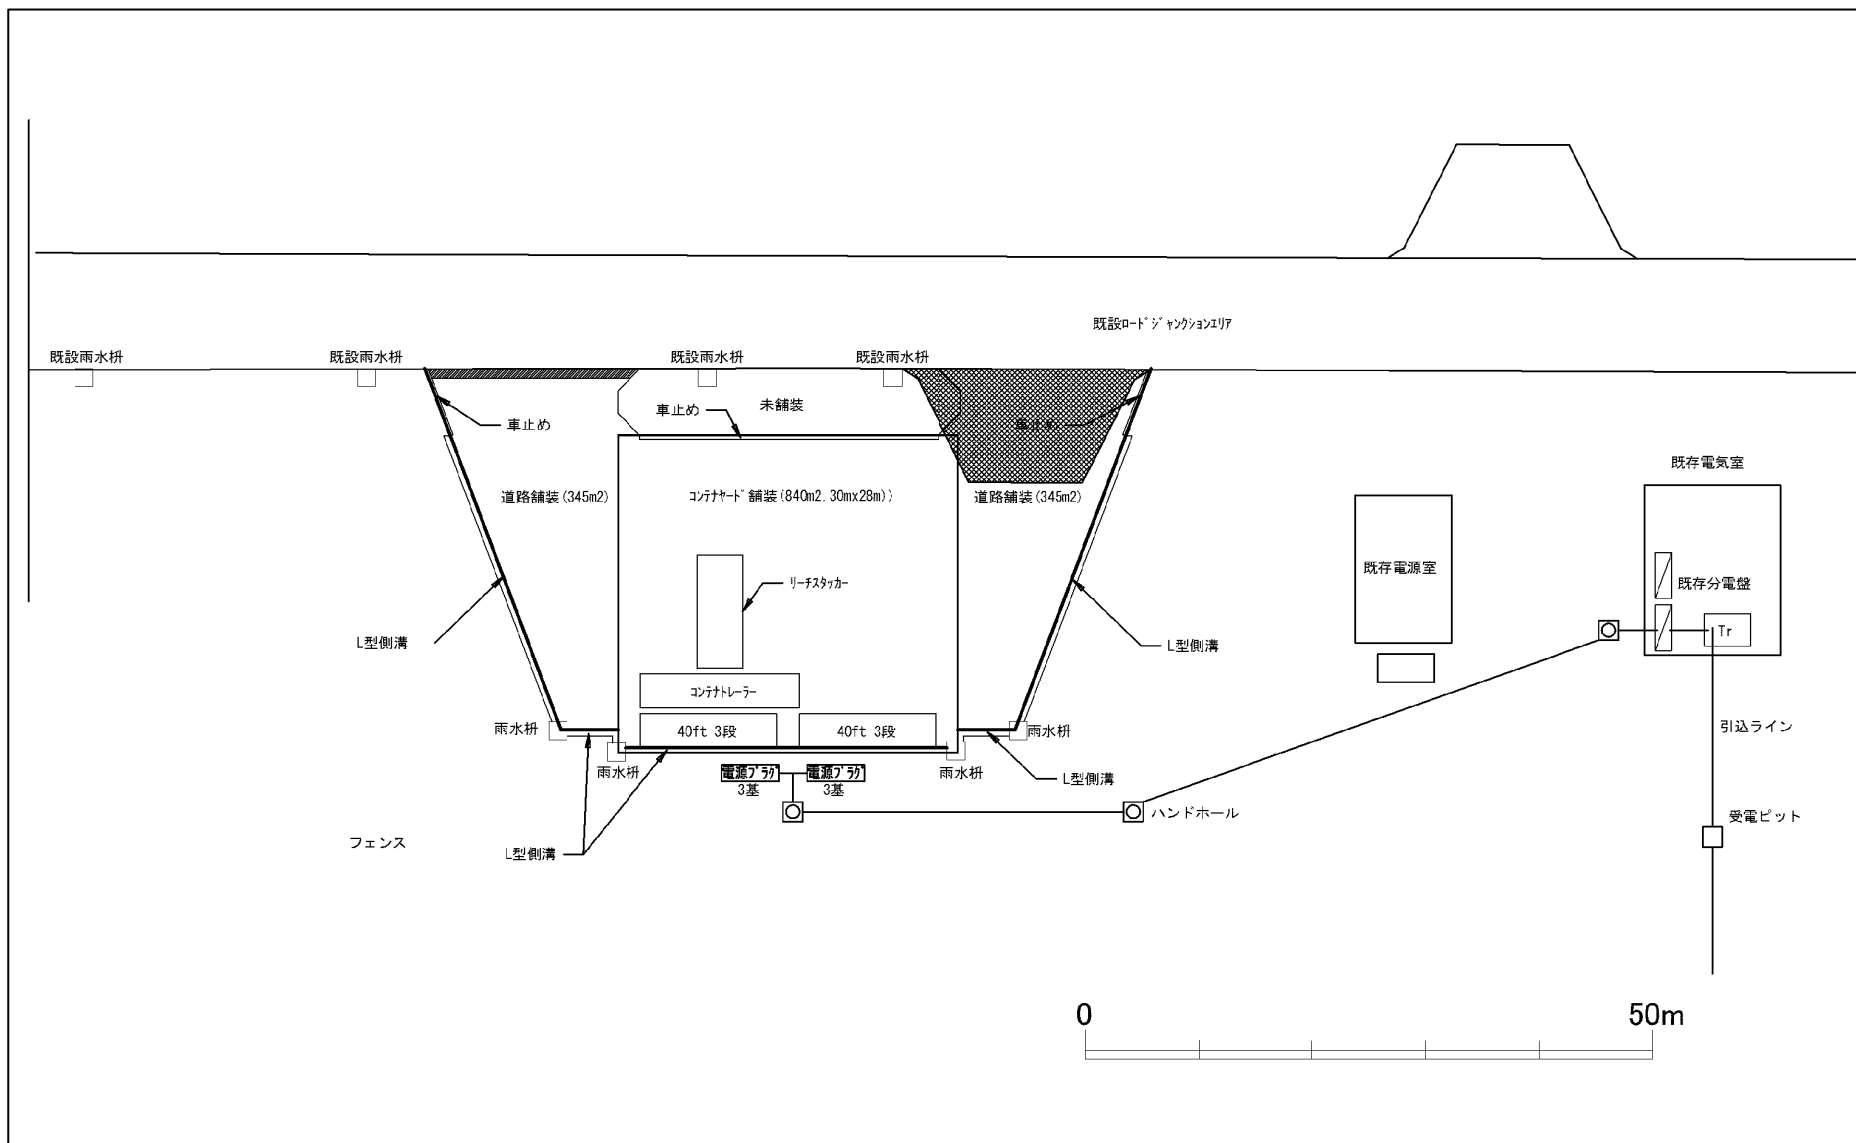 既設ロードジャンクションエリア
既設雨水枡
既設雨水枡
既設雨水枡
既設雨水枡
車止め
車止め
未舗装
車止め
既存電気室
道路舗装(345m2)
コンテナヤード舗装(840m2, 30mx28m))
道路舗装(345m2)
既存電源室
既存分電盤
リーチスタッカー
L型側溝
L型側溝
Tr
コンテナトレーラー
雨水枡
40ft 3段
40ft 3段
雨水枡
引込ライン
雨水枡
電源プラグ
電源プラグ
雨水枡
L型側溝
3基
3基
ハンドホール
受電ピット
フェンス
L型側溝
0
50m